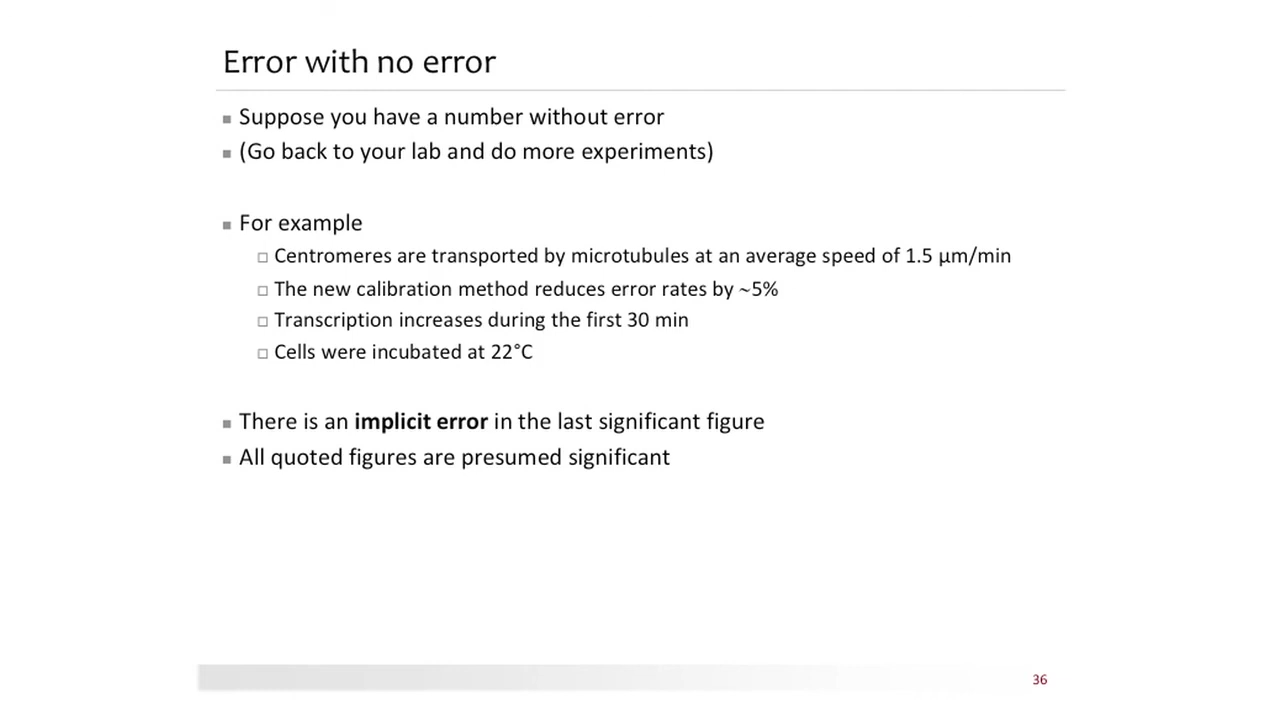 Error with no error
Suppose you have a number without error
(Go back to your lab and do more experiments)
For example
Centromeres are transported by microtubules at an average speed of 1.5 μm/min
The new calibration method reduces error rates by ~5%
Transcription increases during the first 30 min
Cells were incubated at 22°C
There is an implicit error in the last significant figure
All quoted figures are presumed significant
36